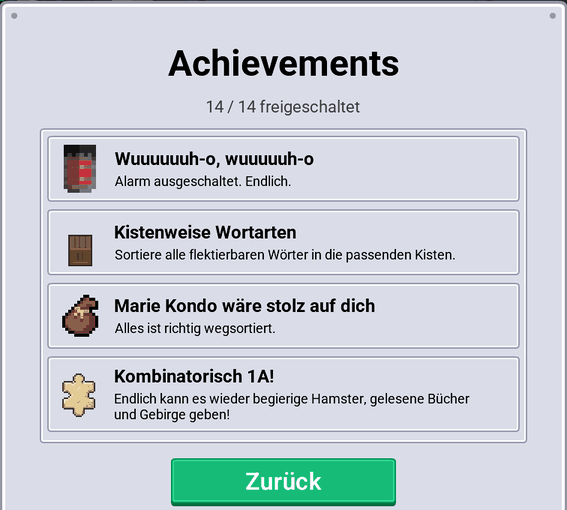 Achievements
14 / 14 freigeschaltet
Wuuuuuuh-o, wuuuuuh-o
Alarm ausgeschaltet. Endlich.
Kistenweise Wortarten
Sortiere alle flektierbaren Wörter in die passenden Kisten.
Marie Kondo wäre stolz auf dich
Alles ist richtig wegsortiert.
Kombinatorisch 1A!
Endlich kann es wieder begierige Hamster, gelesene Bücher
und Gebirge geben!
Zurück